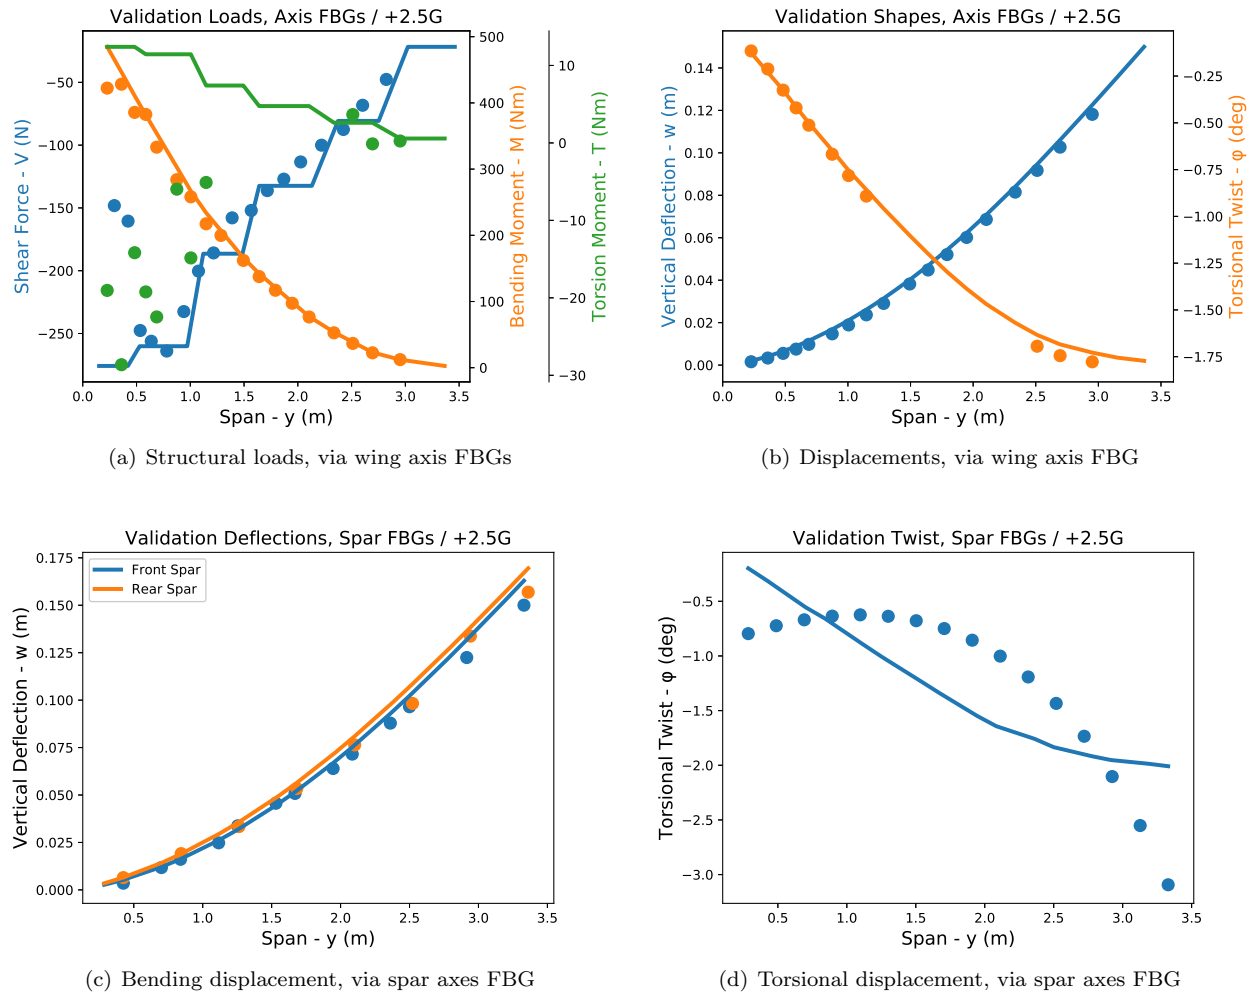 Validation Loads, Axis FBGs / +2.5G
Shear Force - V (N)
−50
−100
−150
−200
−250
0.0 0.5 1.0 1.5 2.0 2.5 3.0 3.5
Span - y (m)
500
400
300
200
100
0
Bending Moment - M (Nm)
10
0
−10
−20
−30
Torsion Moment - T (Nm)
(a) Structural loads, via wing axis FBGs
Validation Shapes, Axis FBGs / +2.5G
Vertical Deflection - w (m)
0.14
0.12
0.10
0.08
0.06
0.04
0.02
0.00
0.0 0.5 1.0 1.5 2.0 2.5 3.0 3.5
Span - y (m)
−0.25
−0.50
−0.75
−1.00
−1.25
−1.50
−1.75
Torsional Twist - φ (deg)
(b) Displacements, via wing axis FBG
Validation Deflections, Spar FBGs / +2.5G
Front Spar
Rear Spar
Vertical Deflection - w (m)
0.175
0.150
0.125
0.100
0.075
0.050
0.025
0.000
0.5 1.0 1.5 2.0 2.5 3.0 3.5
Span - y (m)
(c) Bending displacement, via spar axes FBG
Validation Twist, Spar FBGs / +2.5G
Torsional Twist - φ (deg)
−0.5
−1.0
−1.5
−2.0
−2.5
−3.0
0.5 1.0 1.5 2.0 2.5 3.0 3.5
Span - y (m)
(d) Torsional displacement, via spar axes FBG